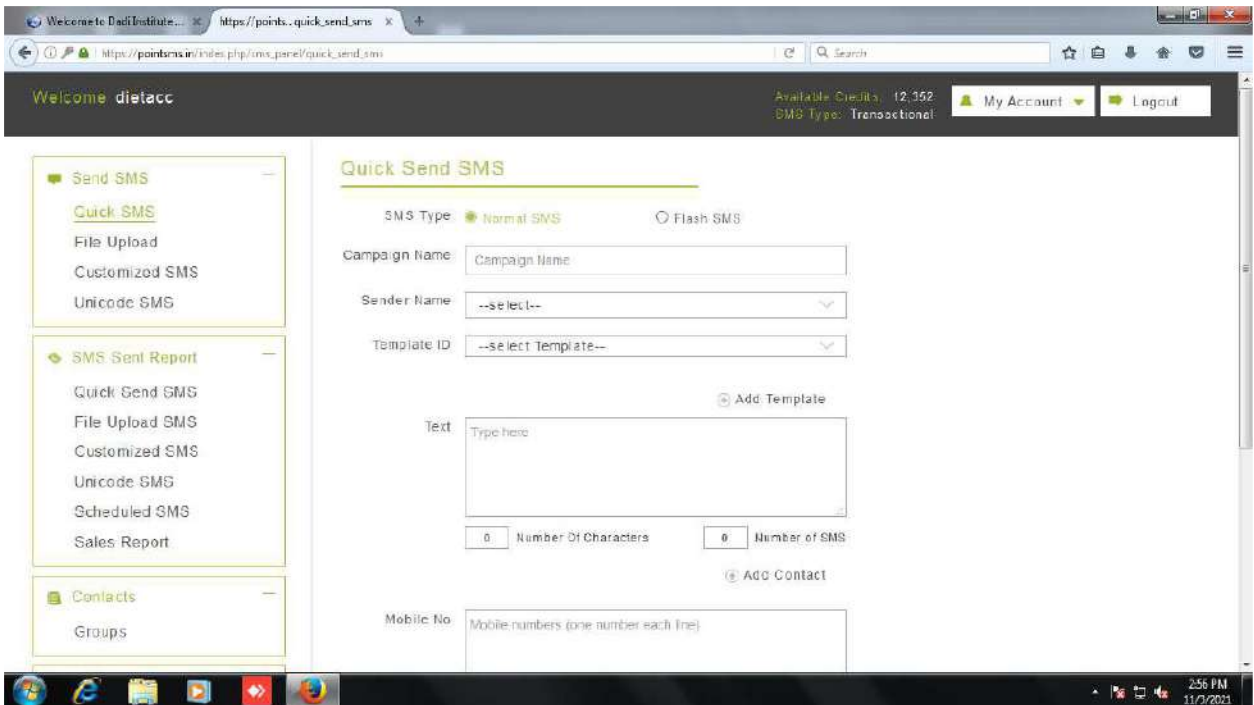 Welcome to Dadi Institute...
https://points...quick_send_sms
https://pointsms.in/index.php/sms_panel/quick_send_sms
Search
Welcome dietacc
Available Credits: 12,352
SMS Type: Transactional
My Account
Logout
Send SMS
Quick SMS
File Upload
Customized SMS
Unicode SMS
SMS Sent Report
Quick Send SMS
File Upload SMS
Customized SMS
Unicode SMS
Scheduled SMS
Sales Report
Contacts
Groups
Quick Send SMS
SMS Type Normal SMS Flash SMS
Campaign Name Campaign Name
Sender Name --select--
Template ID --select Template--
Add Template
Text Type here
0 Number Of Characters 0 Number of SMS
Add Contact
Mobile No Mobile numbers (one number each line)
2:56 PM
11/3/2021